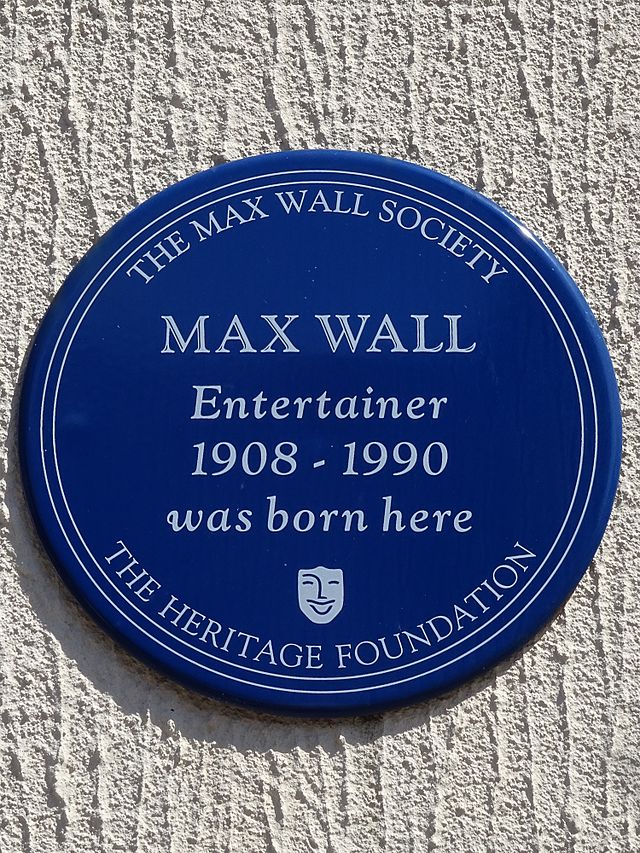 THE MAX WALL SOCIETY
MAX WALL
Entertainer
1908 - 1990
was born here
THE HERITAGE FOUNDATION